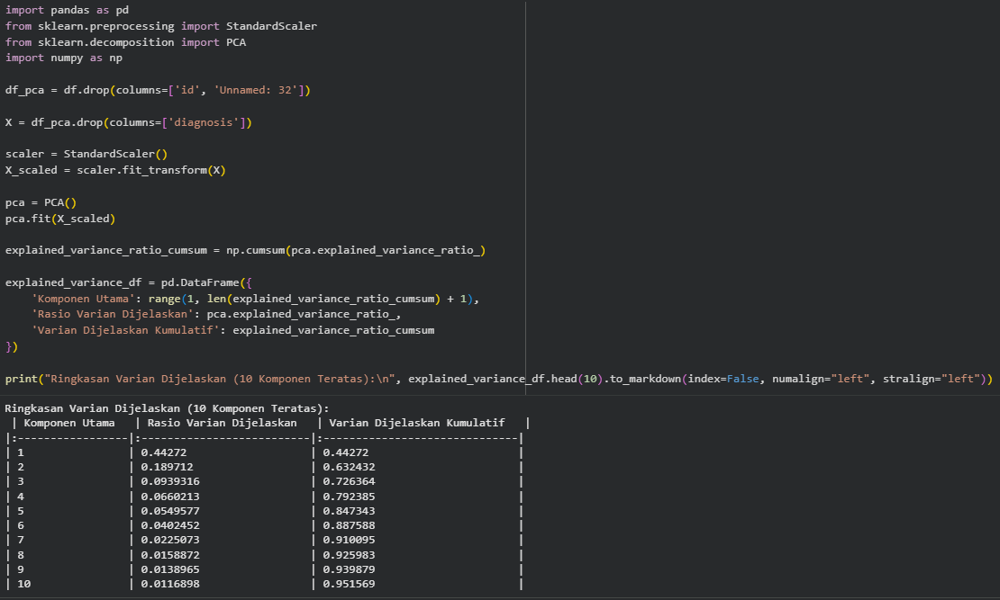 import pandas as pd
from sklearn.preprocessing import StandardScaler
from sklearn.decomposition import PCA
import numpy as np
df_pca = df.drop(columns=['id', 'Unnamed: 32'])
X = df_pca.drop(columns=['diagnosis'])
scaler = StandardScaler()
X_scaled = scaler.fit_transform(X)
pca = PCA()
pca.fit(X_scaled)
explained_variance_ratio_cumsum = np.cumsum(pca.explained_variance_ratio_)
explained_variance_df = pd.DataFrame({
    'Komponen Utama': range(1, len(explained_variance_ratio_cumsum) + 1),
    'Rasio Varian Dijelaskan': pca.explained_variance_ratio_,
    'Varian Dijelaskan Kumulatif': explained_variance_ratio_cumsum
})
print("Ringkasan Varian Dijelaskan (10 Komponen Teratas):\n", explained_variance_df.head(10).to_markdown(index=False, numalign="left", stralign="left"))
Ringkasan Varian Dijelaskan (10 Komponen Teratas):
 | Komponen Utama   | Rasio Varian Dijelaskan   | Varian Dijelaskan Kumulatif   |
|:-----------------|:--------------------------|:------------------------------|
| 1                | 0.44272                   | 0.44272                       |
| 2                | 0.189712                  | 0.632432                      |
| 3                | 0.0939316                 | 0.726364                      |
| 4                | 0.0660213                 | 0.792385                      |
| 5                | 0.0549577                 | 0.847343                      |
| 6                | 0.0402452                 | 0.887588                      |
| 7                | 0.0225073                 | 0.910095                      |
| 8                | 0.0158872                 | 0.925983                      |
| 9                | 0.0138965                 | 0.939879                      |
| 10               | 0.0116898                 | 0.951569                      |